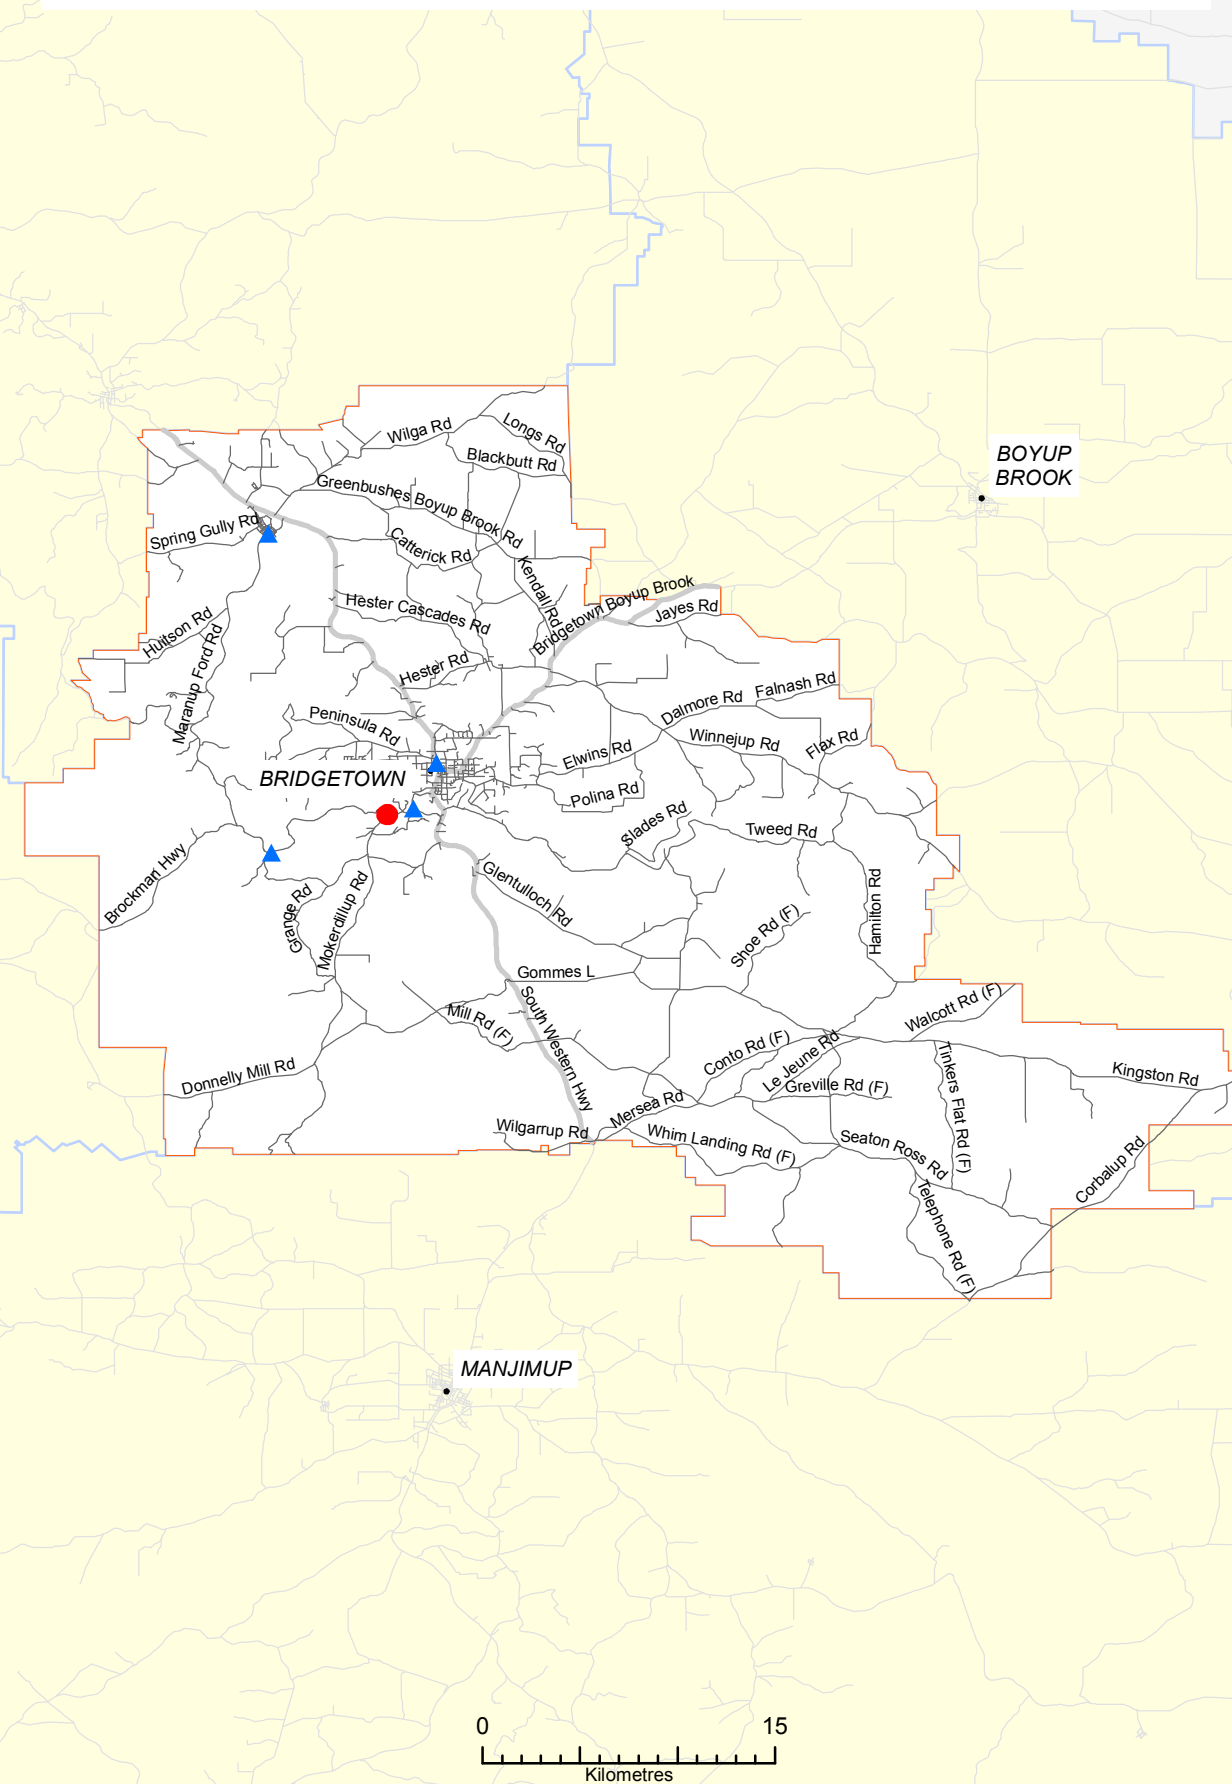 BOYUP
BROOK
Wilga Rd
Longs Rd
Blackbutt Rd
Greenbushes Boyup Brook Rd
Spring Gully Rd
Catterick Rd
Kendall Rd
Bridgetown Boyup Brook
Jayes Rd
Hester Cascades Rd
Huitson Rd
Maranup Ford Rd
Hester Rd
Dalmore Rd
Falnash Rd
Peninsula Rd
Winnejup Rd
Flax Rd
Elwins Rd
BRIDGETOWN
Polina Rd
Slades Rd
Tweed Rd
Brockman Hwy
Glentulloch Rd
Grange Rd
Mokerdillup Rd
Hamilton Rd
Shoe Rd (F)
Gommes L
Mill Rd (F)
South Western Hwy
Walcott Rd (F)
Conto Rd (F)
Le Jeune Rd
Tinkers Flat Rd (F)
Kingston Rd
Donnelly Mill Rd
Greville Rd (F)
Mersea Rd
Wilgarrup Rd
Whim Landing Rd (F)
Seaton Ross Rd
Corbalup Rd
Telephone Rd (F)
MANJIMUP
0 15
Kilometres